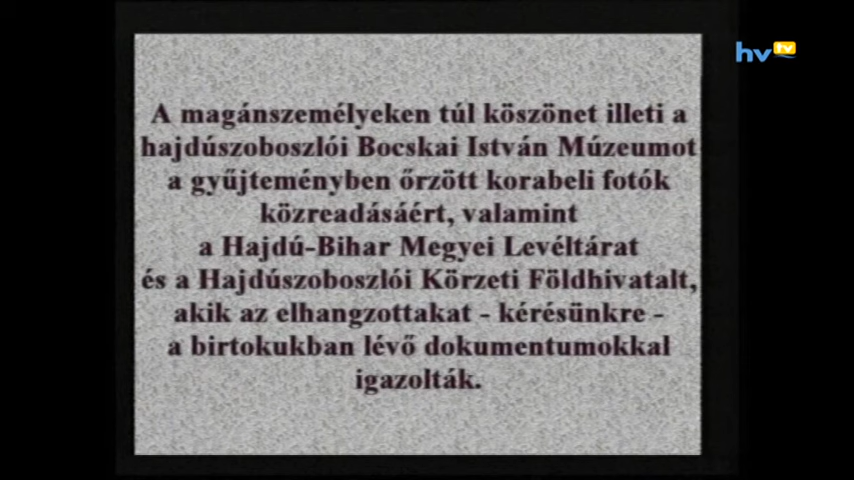 hv tv
A magánszemélyeken túl köszönet illeti a
hajdúszoboszlói Bocskai István Múzeumot
a gyűjteményben őrzött korabeli fotók
közreadásáért, valamint
a Hajdú-Bihar Megyei Levéltárat
és a Hajdúszoboszlói Körzeti Földhivatalt,
akik az elhangzottakat - kérésünkre -
a birtokukban lévő dokumentumokkal
igazolták.